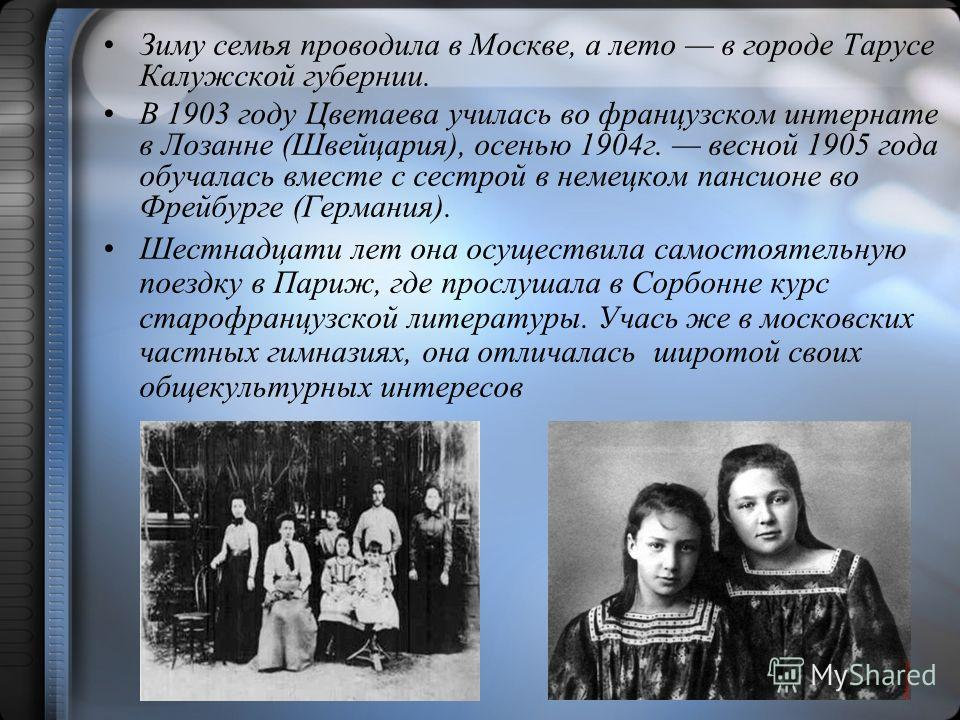 • Зиму семья проводила в Москве, а лето — в городе Тарусе
Калужской губернии.
• В 1903 году Цветаева училась во французском интернате
в Лозанне (Швейцария), осенью 1904г. — весной 1905 года
обучалась вместе с сестрой в немецком пансионе во
Фрейбурге (Германия).
• Шестнадцати лет она осуществила самостоятельную
поездку в Париж, где прослушала в Сорбонне курс
старофранцузской литературы. Учась же в московских
частных гимназиях, она отличалась  широтой своих
общекультурных интересов
MyShared